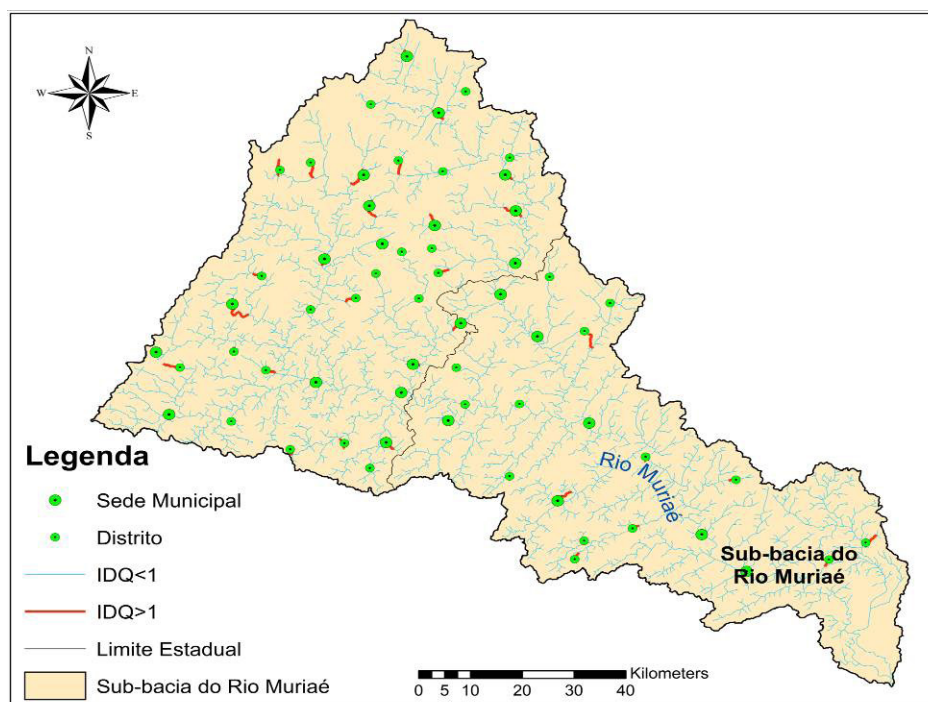 N
W E
S
Legenda
Sede Municipal
Distrito
IDQ<1
IDQ>1
Limite Estadual
Sub-bacia do Rio Muriaé
Rio Muriaé
Sub-bacia do
Rio Muriaé
Kilometers
0 5 10 20 30 40